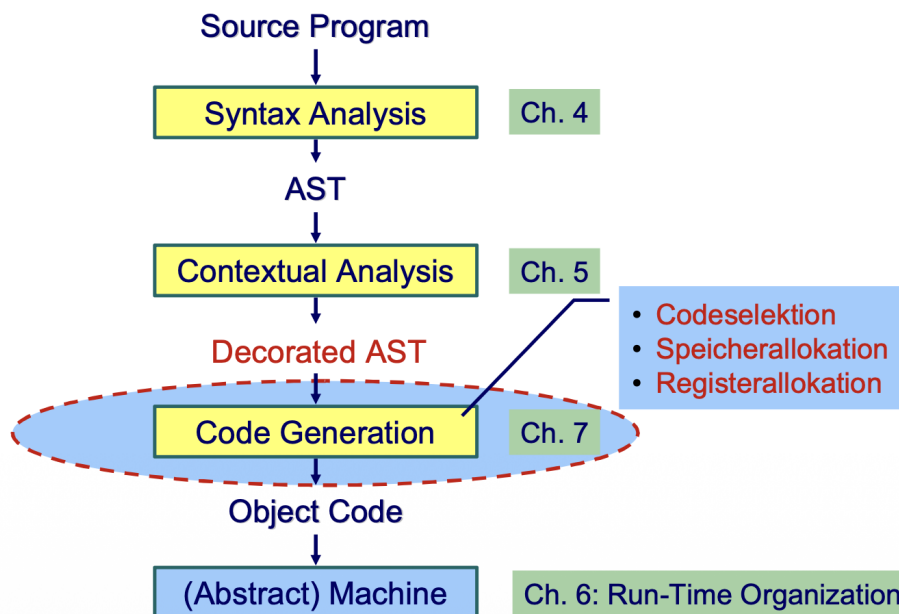 Source Program
Syntax Analysis
Ch. 4
AST
Contextual Analysis
Ch. 5
• Codeselektion
• Speicherallokation
• Registerallokation
Decorated AST
Code Generation
Ch. 7
Object Code
(Abstract) Machine
Ch. 6: Run-Time Organization